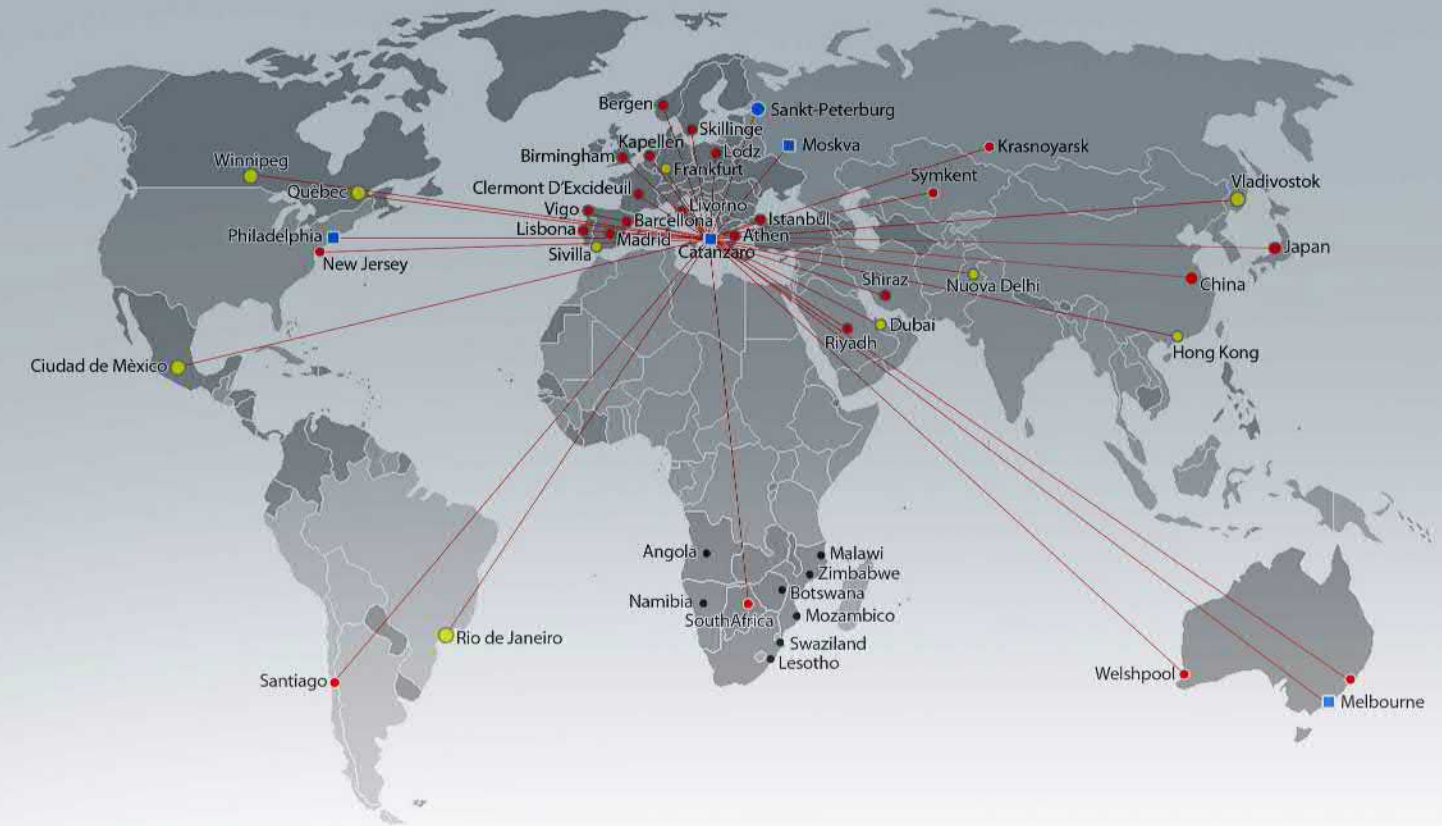 Bergen
Sankt-Peterburg
Skillinge
Kapellen
Lodz
Moskva
Krasnoyarsk
Birmingham
Winnipeg
Frankfurt
Symkent
Vladivostok
Quèbec
Clermont D'Excideuil
Livorno
Vigo
Barcellona
Istanbul
Lisbona
Madrid
Athen
Philadelphia
Sivilla
Catanzaro
Japan
New Jersey
Shiraz
Nuova Delhi
China
Dubai
Riyadh
Hong Kong
Ciudad de Mèxico
Angola
Malawi
Zimbabwe
Botswana
Namibia
SouthAfrica
Mozambico
Rio de Janeiro
Swaziland
Lesotho
Santiago
Welshpool
Melbourne